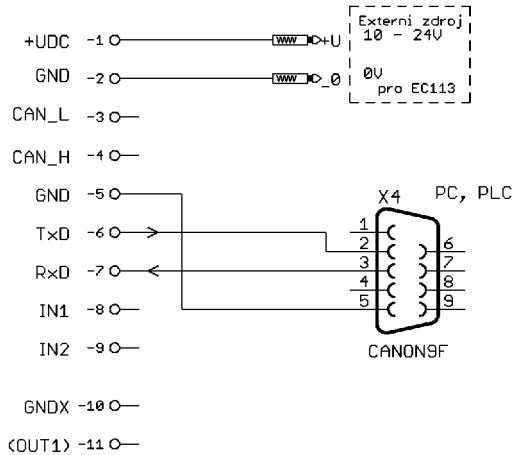 Externi zdroj
+UDC -1 +U 10 - 24V
GND -2 _0 0V
pro EC113
CAN_L -3
CAN_H -4
GND -5 X4 PC, PLC
TxD -6 1
2 6
RxD -7 3 7
4 8
IN1 -8 5 9
IN2 -9
CANON9F
GNDX -10
(OUT1) -11